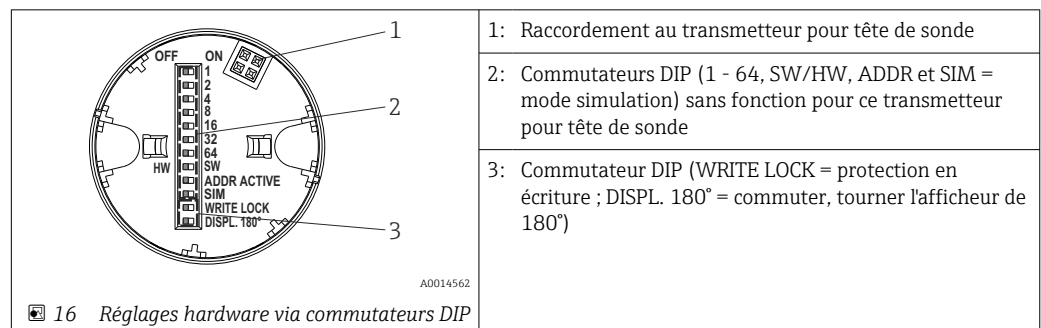 1
OFF ON
1
2
4
8
16
32
64
HW SW
ADDR ACTIVE
SIM
WRITE LOCK
DISPL. 180°
2
3
A0014562
16 Réglages hardware via commutateurs DIP
1: Raccordement au transmetteur pour tête de sonde
2: Commutateurs DIP (1 - 64, SW/HW, ADDR et SIM =
mode simulation) sans fonction pour ce transmetteur
pour tête de sonde
3: Commutateur DIP (WRITE LOCK = protection en
écriture ; DISPL. 180° = commuter, tourner l'afficheur de
180°)